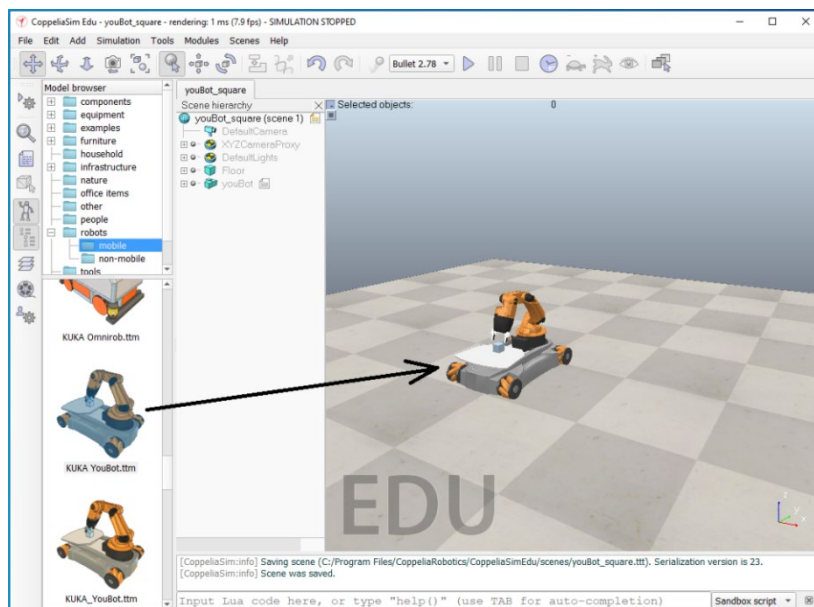 CoppeliaSim Edu - youBot_square - rendering: 1 ms (7.9 fps) - SIMULATION STOPPED
File Edit Add Simulation Tools Modules Scenes Help
Bullet 2.78
Model browser
components
equipment
examples
furniture
household
infrastructure
nature
office items
other
people
robots
mobile
non-mobile
tools
KUKA Omnirob.ttm
KUKA YouBot.ttm
KUKA_YouBot.ttm
youBot_square
Scene hierarchy
youBot_square (scene 1)
DefaultCamera
XYZCameraProxy
DefaultLights
Floor
youBot
Selected objects: 0
EDU
z
y
x
[CoppeliaSim:info] Saving scene (C:/Program Files/CoppeliaRobotics/CoppeliaSimEdu/scenes/youBot_square.ttt). Serialization version is 23.
[CoppeliaSim:info] Scene was saved.
Input Lua code here, or type "help()" (use TAB for auto-completion)
Sandbox script